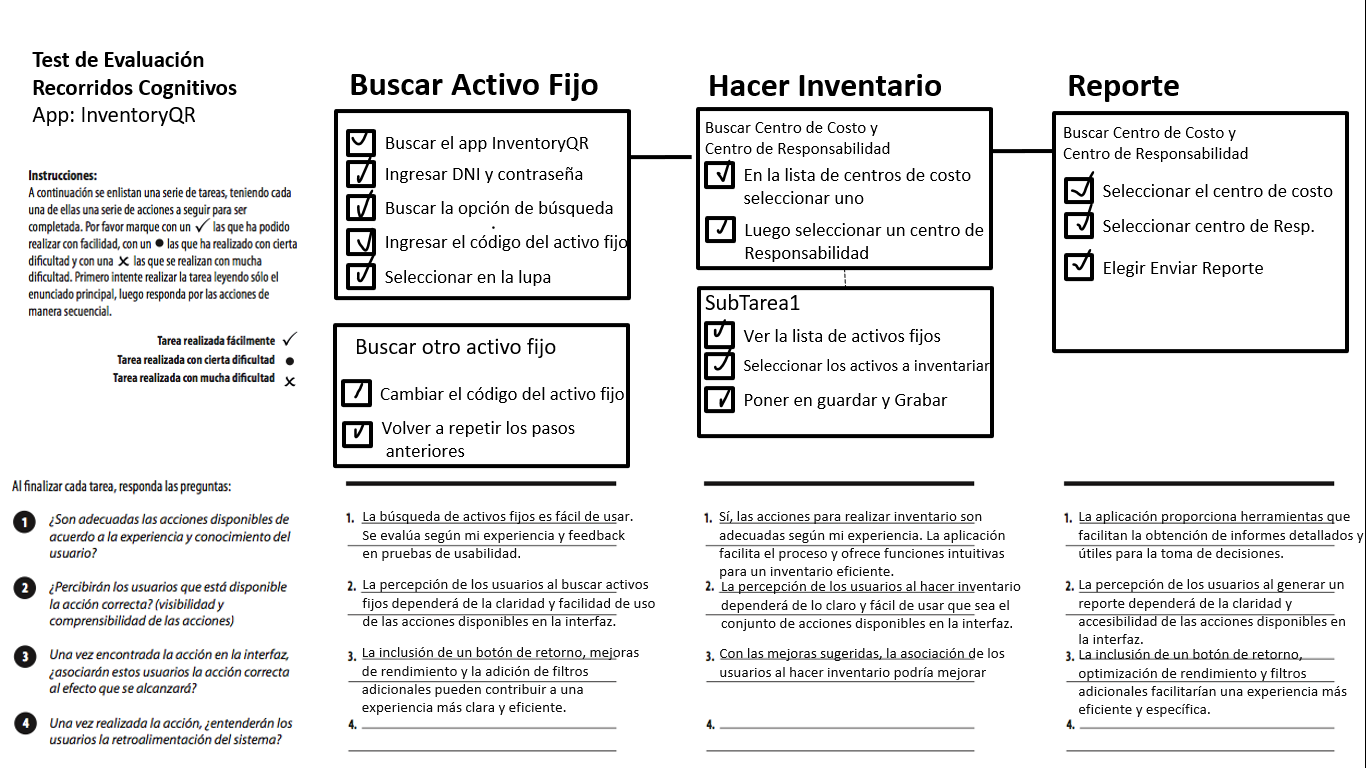 Test de Evaluación
Recorridos Cognitivos
App: InventoryQR
Instrucciones:
A continuación se enlistan una serie de tareas, teniendo cada
una de ellas una serie de acciones a seguir para ser
completada. Por favor marque con un ✓ las que ha podido
realizar con facilidad, con un ● las que ha realizado con cierta
dificultad y con una ✗ las que se realizan con mucha
dificultad. Primero intente realizar la tarea leyendo sólo el
enunciado principal, luego responda por las acciones de
manera secuencial.
Tarea realizada fácilmente ✓
Tarea realizada con cierta dificultad ●
Tarea realizada con mucha dificultad ✗
Buscar Activo Fijo
✓ Buscar el app InventoryQR
✓ Ingresar DNI y contraseña
✓ Buscar la opción de búsqueda
✓ Ingresar el código del activo fijo
✓ Seleccionar en la lupa
Buscar otro activo fijo
✓ Cambiar el código del activo fijo
✓ Volver a repetir los pasos
anteriores
Hacer Inventario
Buscar Centro de Costo y
Centro de Responsabilidad
✓ En la lista de centros de costo
seleccionar uno
✓ Luego seleccionar un centro de
Responsabilidad
SubTarea1
✓ Ver la lista de activos fijos
✓ Seleccionar los activos a inventariar
✓ Poner en guardar y Grabar
Reporte
Buscar Centro de Costo y
Centro de Responsabilidad
✓ Seleccionar el centro de costo
✓ Seleccionar centro de Resp.
✓ Elegir Enviar Reporte
Al finalizar cada tarea, responda las preguntas:
1 ¿Son adecuadas las acciones disponibles de
acuerdo a la experiencia y conocimiento del
usuario?
2 ¿Percibirán los usuarios que está disponible
la acción correcta? (visibilidad y
comprensibilidad de las acciones)
3 Una vez encontrada la acción en la interfaz,
¿asociarán estos usuarios la acción correcta
al efecto que se alcanzará?
4 Una vez realizada la acción, ¿entenderán los
usuarios la retroalimentación del sistema?
1. La búsqueda de activos fijos es fácil de usar.
Se evalúa según mi experiencia y feedback
en pruebas de usabilidad.
2. La percepción de los usuarios al buscar activos
fijos dependerá de la claridad y facilidad de uso
de las acciones disponibles en la interfaz.
3. La inclusión de un botón de retorno, mejoras
de rendimiento y la adición de filtros
adicionales pueden contribuir a una
experiencia más clara y eficiente.
4.
1. Sí, las acciones para realizar inventario son
adecuadas según mi experiencia. La aplicación
facilita el proceso y ofrece funciones intuitivas
para un inventario eficiente.
2. La percepción de los usuarios al hacer inventario
dependerá de lo claro y fácil de usar que sea el
conjunto de acciones disponibles en la interfaz.
3. Con las mejoras sugeridas, la asociación de los
usuarios al hacer inventario podría mejorar
4.
1. La aplicación proporciona herramientas que
facilitan la obtención de informes detallados y
útiles para la toma de decisiones.
2. La percepción de los usuarios al generar un
reporte dependerá de la claridad y
accesibilidad de las acciones disponibles en
la interfaz.
3. La inclusión de un botón de retorno,
optimización de rendimiento y filtros
adicionales facilitarían una experiencia más
eficiente y específica.
4.